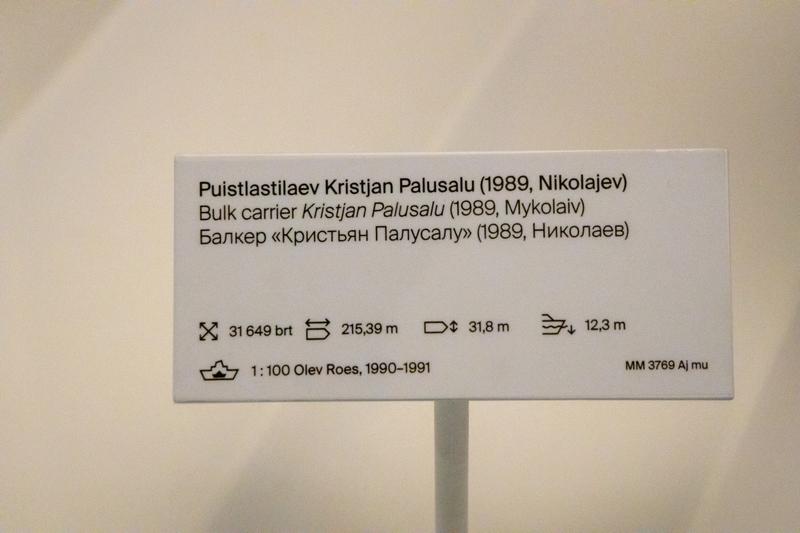 Puistlastilaev Kristjan Palusalu (1989, Nikolajev)
Bulk carrier Kristjan Palusalu (1989, Mykolaiv)
Балкер «Кристьян Палусалу» (1989, Николаев)
31 649 brt 215,39 m 31,8 m 12,3 m
1 : 100 Olev Roes, 1990–1991 MM 3769 Aj mu